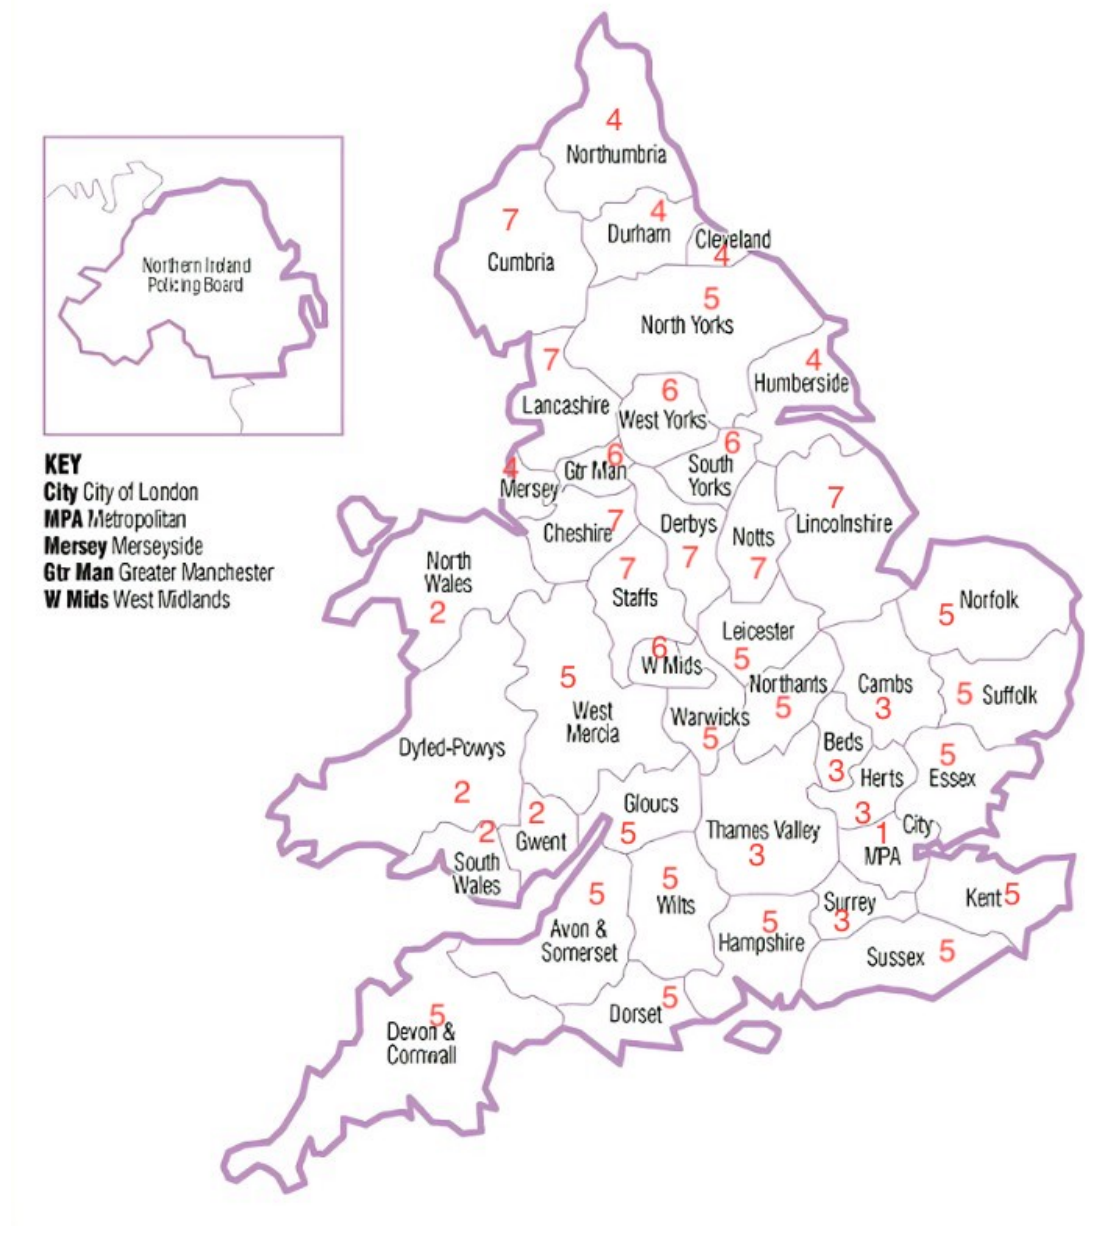 4
Northumbria
7
Cumbria
4
Durham
Cleveland
4
5
North Yorks
Northern Ireland
Policing Board
7
Lancashire
6
West Yorks
4
Humberside
KEY
City City of London
MPA Metropolitan
Mersey Merseyside
Gtr Man Greater Manchester
W Mids West Midlands
4
Mersey
6
Gtr Man
6
South
Yorks
7
Lincolnshire
Cheshire 7
Derbys
7
Notts
7
North
Wales
2
7
Staffs
5 Norfolk
Leicester
5
6
W Mids
5
West
Mercia
Northants
5
Cambs
3
5 Suffolk
Warwicks
5
Dyfed-Powys
2
Beds
3
Herts
3
5
Essex
2
Gwent
Gloucs
5
Thames Valley
3
City
1
MPA
2
South
Wales
5
Avon &
Somerset
5
Wilts
5
Hampshire
Surrey
3
Kent 5
Sussex 5
5
Devon &
Cornwall
5
Dorset